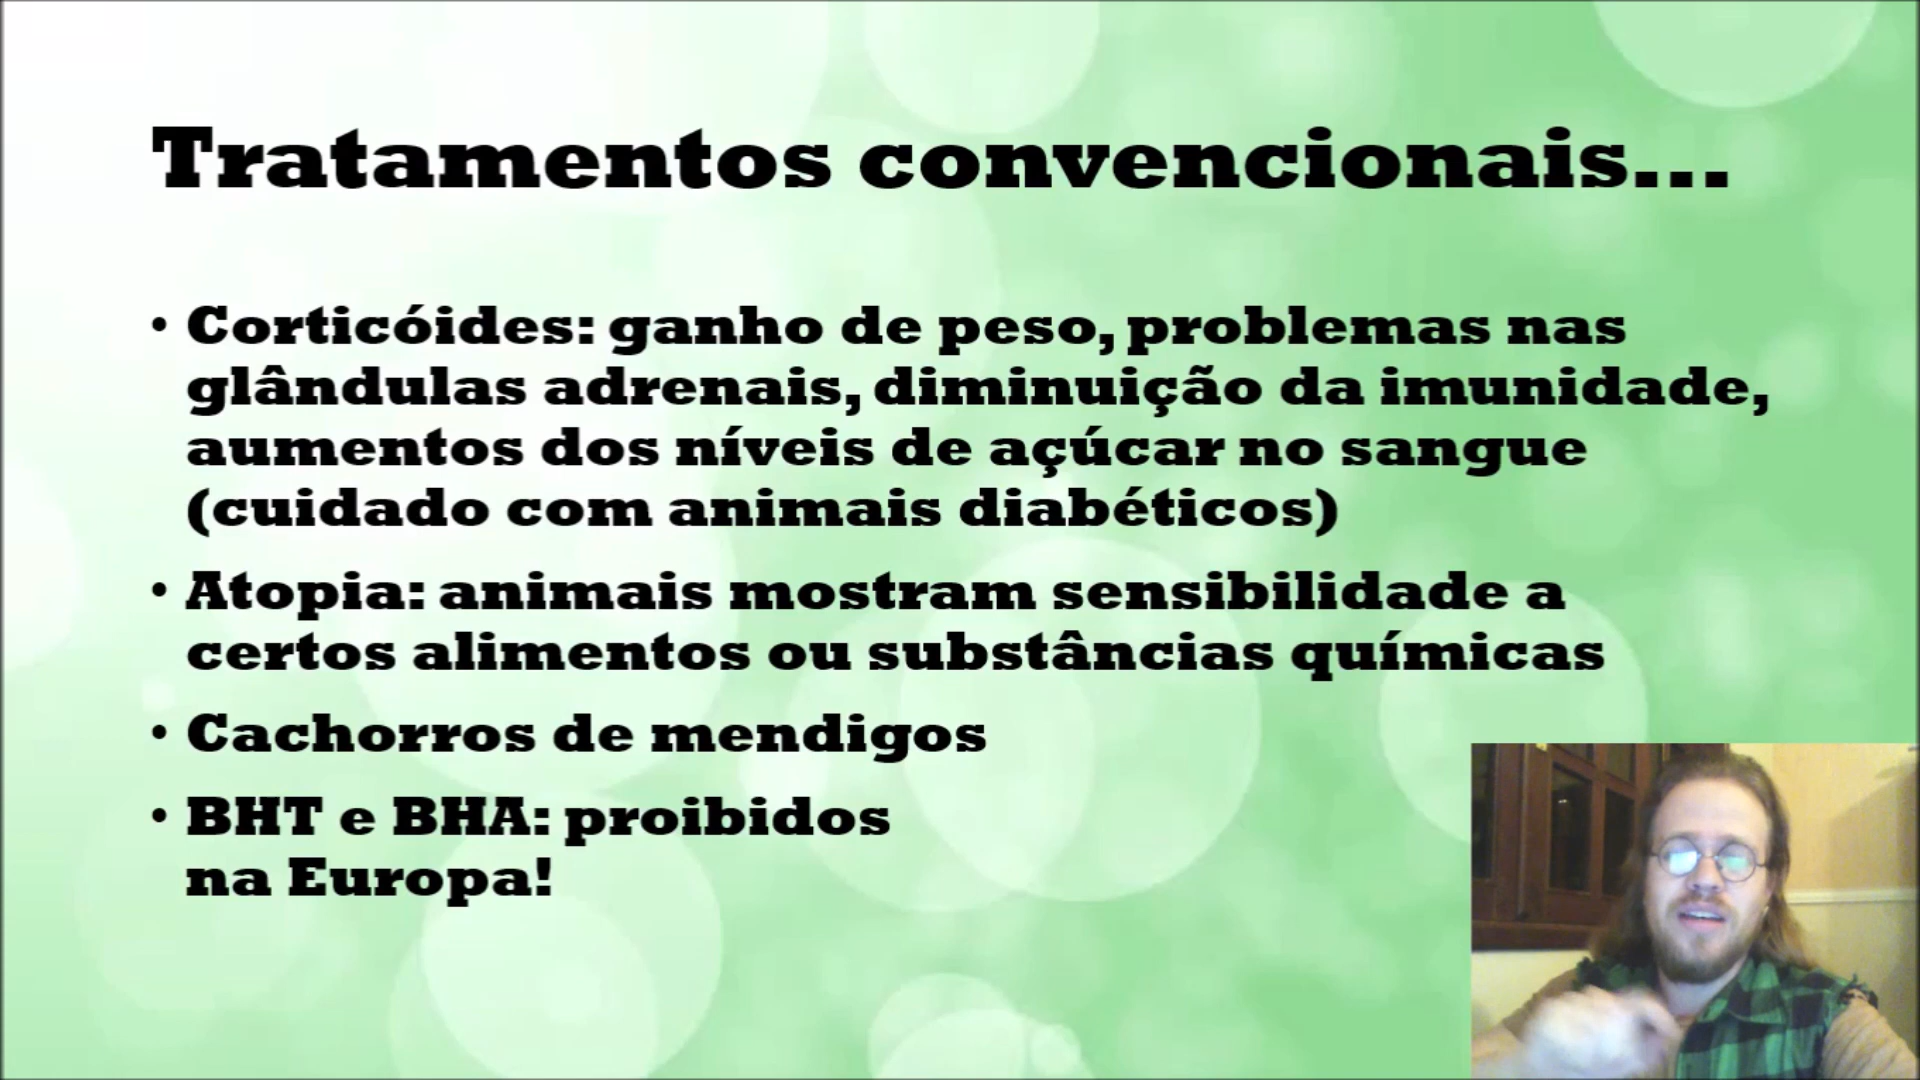 Tratamentos convencionais...
• Corticóides: ganho de peso, problemas nas
glândulas adrenais, diminuição da imunidade,
aumentos dos níveis de açúcar no sangue
(cuidado com animais diabéticos)
• Atopia: animais mostram sensibilidade a
certos alimentos ou substâncias químicas
• Cachorros de mendigos
• BHT e BHA: proibidos
na Europa!